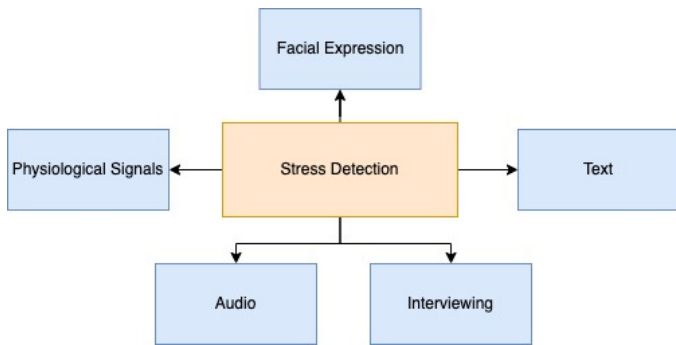 Facial Expression
Physiological Signals
Stress Detection
Text
Audio
Interviewing